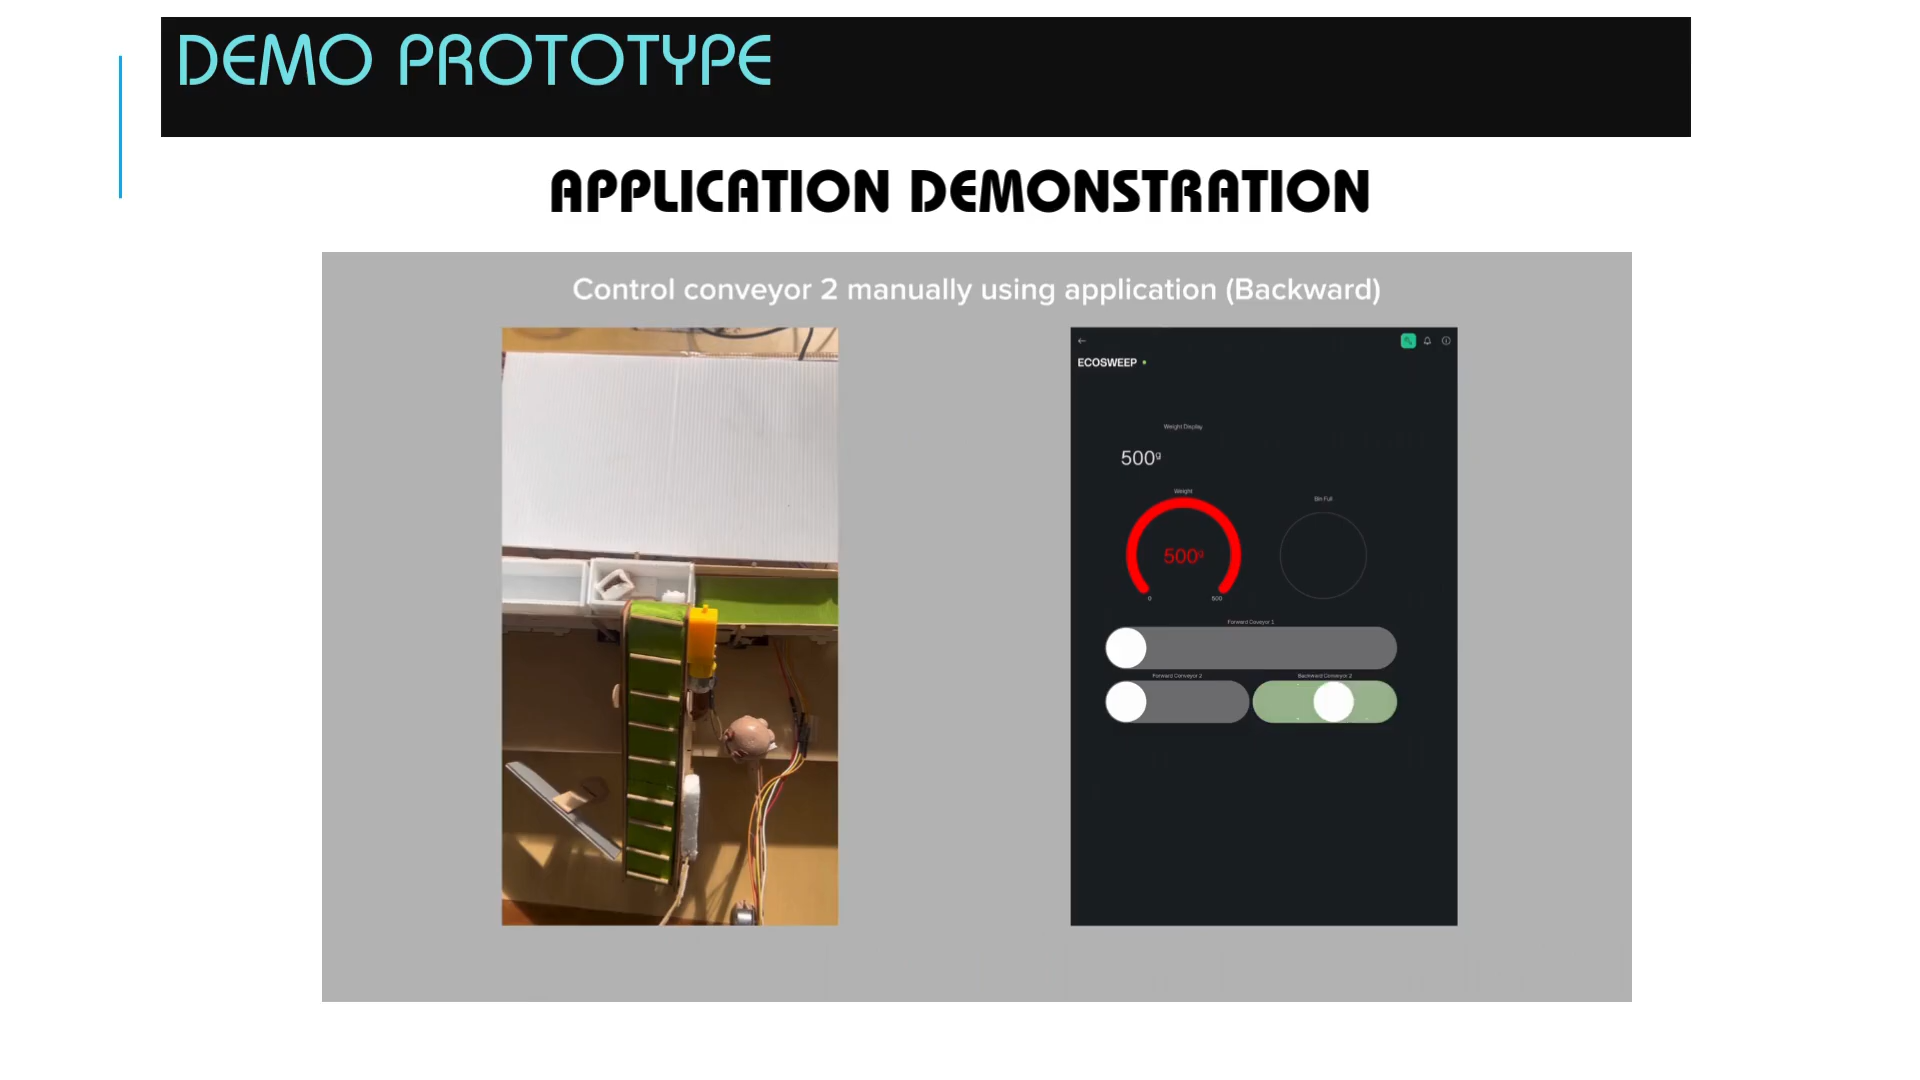 DEMO PROTOTYPE
APPLICATION DEMONSTRATION
Control conveyor 2 manually using application (Backward)
ECOSWEEP
Weight Display
500g
Weight
Bin Full
500g
0
500
Forward Coveyor 1
Forward Conveyor 2
Backward Conveyor 2